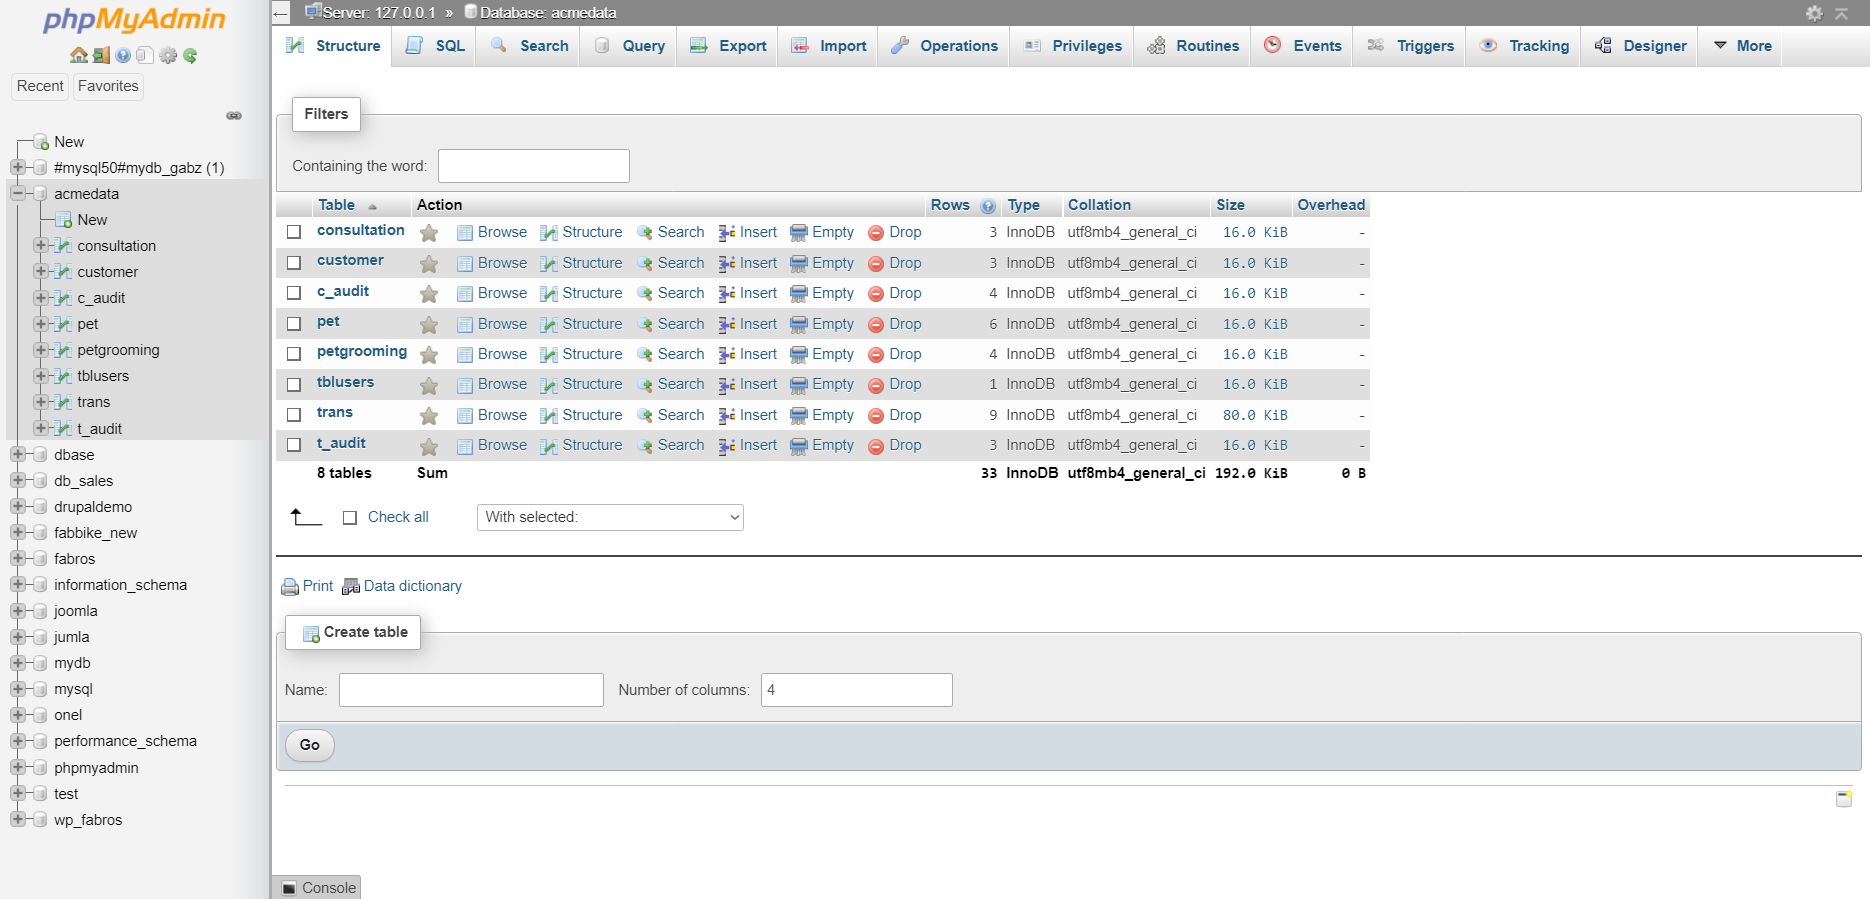 phpMyAdmin
Recent Favorites
New
#mysql50#mydb_gabz (1)
acmedata
New
consultation
customer
c_audit
pet
petgrooming
tblusers
trans
t_audit
dbase
db_sales
drupaldemo
fabbike_new
fabros
information_schema
joomla
jumla
mydb
mysql
onel
performance_schema
phpmyadmin
test
wp_fabros
Server: 127.0.0.1 » Database: acmedata
Structure SQL Search Query Export Import Operations Privileges Routines Events Triggers Tracking Designer More
Filters
Containing the word:
Table Action Rows Type Collation Size Overhead
consultation Browse Structure Search Insert Empty Drop 3 InnoDB utf8mb4_general_ci 16.0 KiB -
customer Browse Structure Search Insert Empty Drop 3 InnoDB utf8mb4_general_ci 16.0 KiB -
c_audit Browse Structure Search Insert Empty Drop 4 InnoDB utf8mb4_general_ci 16.0 KiB -
pet Browse Structure Search Insert Empty Drop 6 InnoDB utf8mb4_general_ci 16.0 KiB -
petgrooming Browse Structure Search Insert Empty Drop 4 InnoDB utf8mb4_general_ci 16.0 KiB -
tblusers Browse Structure Search Insert Empty Drop 1 InnoDB utf8mb4_general_ci 16.0 KiB -
trans Browse Structure Search Insert Empty Drop 9 InnoDB utf8mb4_general_ci 80.0 KiB -
t_audit Browse Structure Search Insert Empty Drop 3 InnoDB utf8mb4_general_ci 16.0 KiB -
8 tables Sum 33 InnoDB utf8mb4_general_ci 192.0 KiB 0 B
Check all With selected:
Print Data dictionary
Create table
Name: Number of columns: 4
Go
Console